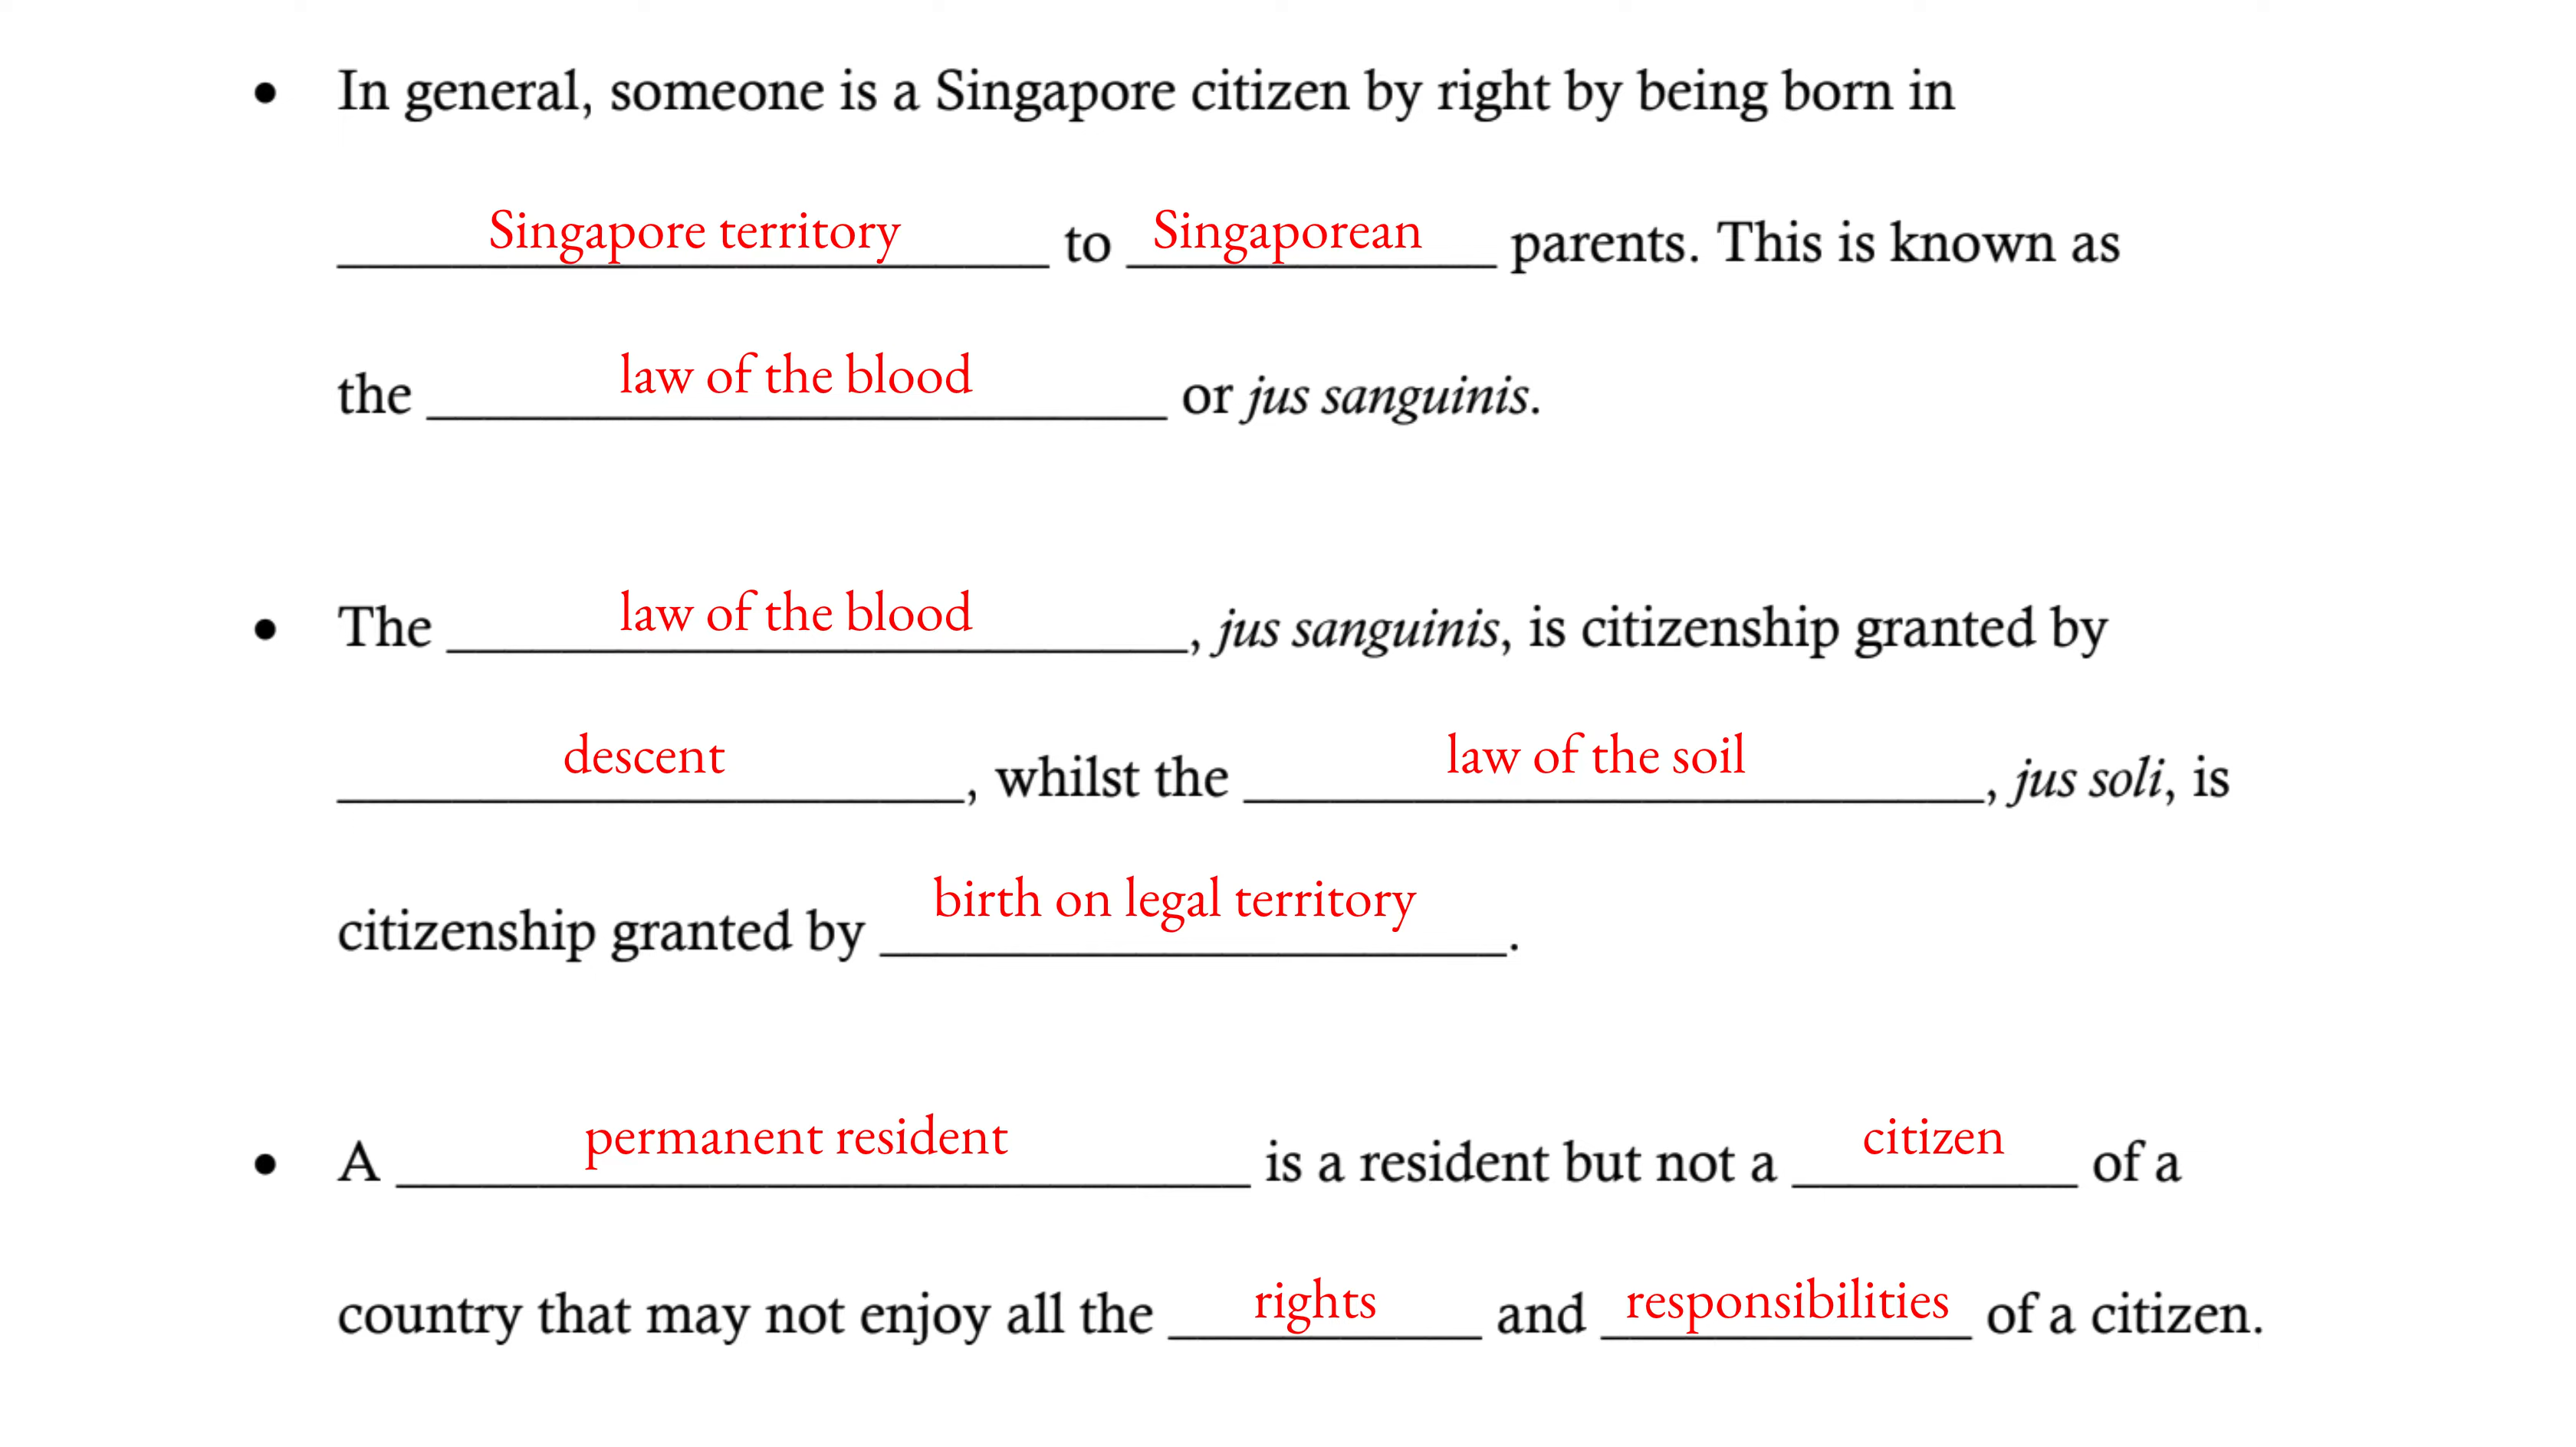 • In general, someone is a Singapore citizen by right by being born in
Singapore territory to Singaporean parents. This is known as
the law of the blood or jus sanguinis.
• The law of the blood, jus sanguinis, is citizenship granted by
descent, whilst the law of the soil, jus soli, is
citizenship granted by birth on legal territory.
• A permanent resident is a resident but not a citizen of a
country that may not enjoy all the rights and responsibilities of a citizen.